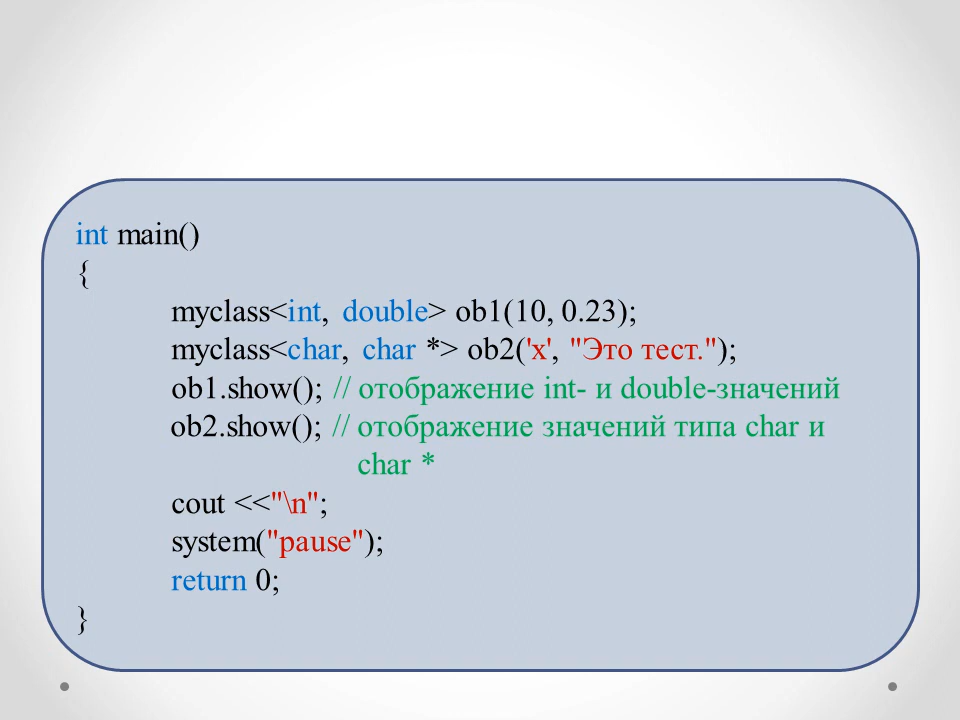 int main()
{
myclass<int, double> ob1(10, 0.23);
myclass<char, char *> ob2('x', "Это тест.");
ob1.show(); // отображение int- и double-значений
ob2.show(); // отображение значений типа char и
char *
cout <<"\n";
system("pause");
return 0;
}